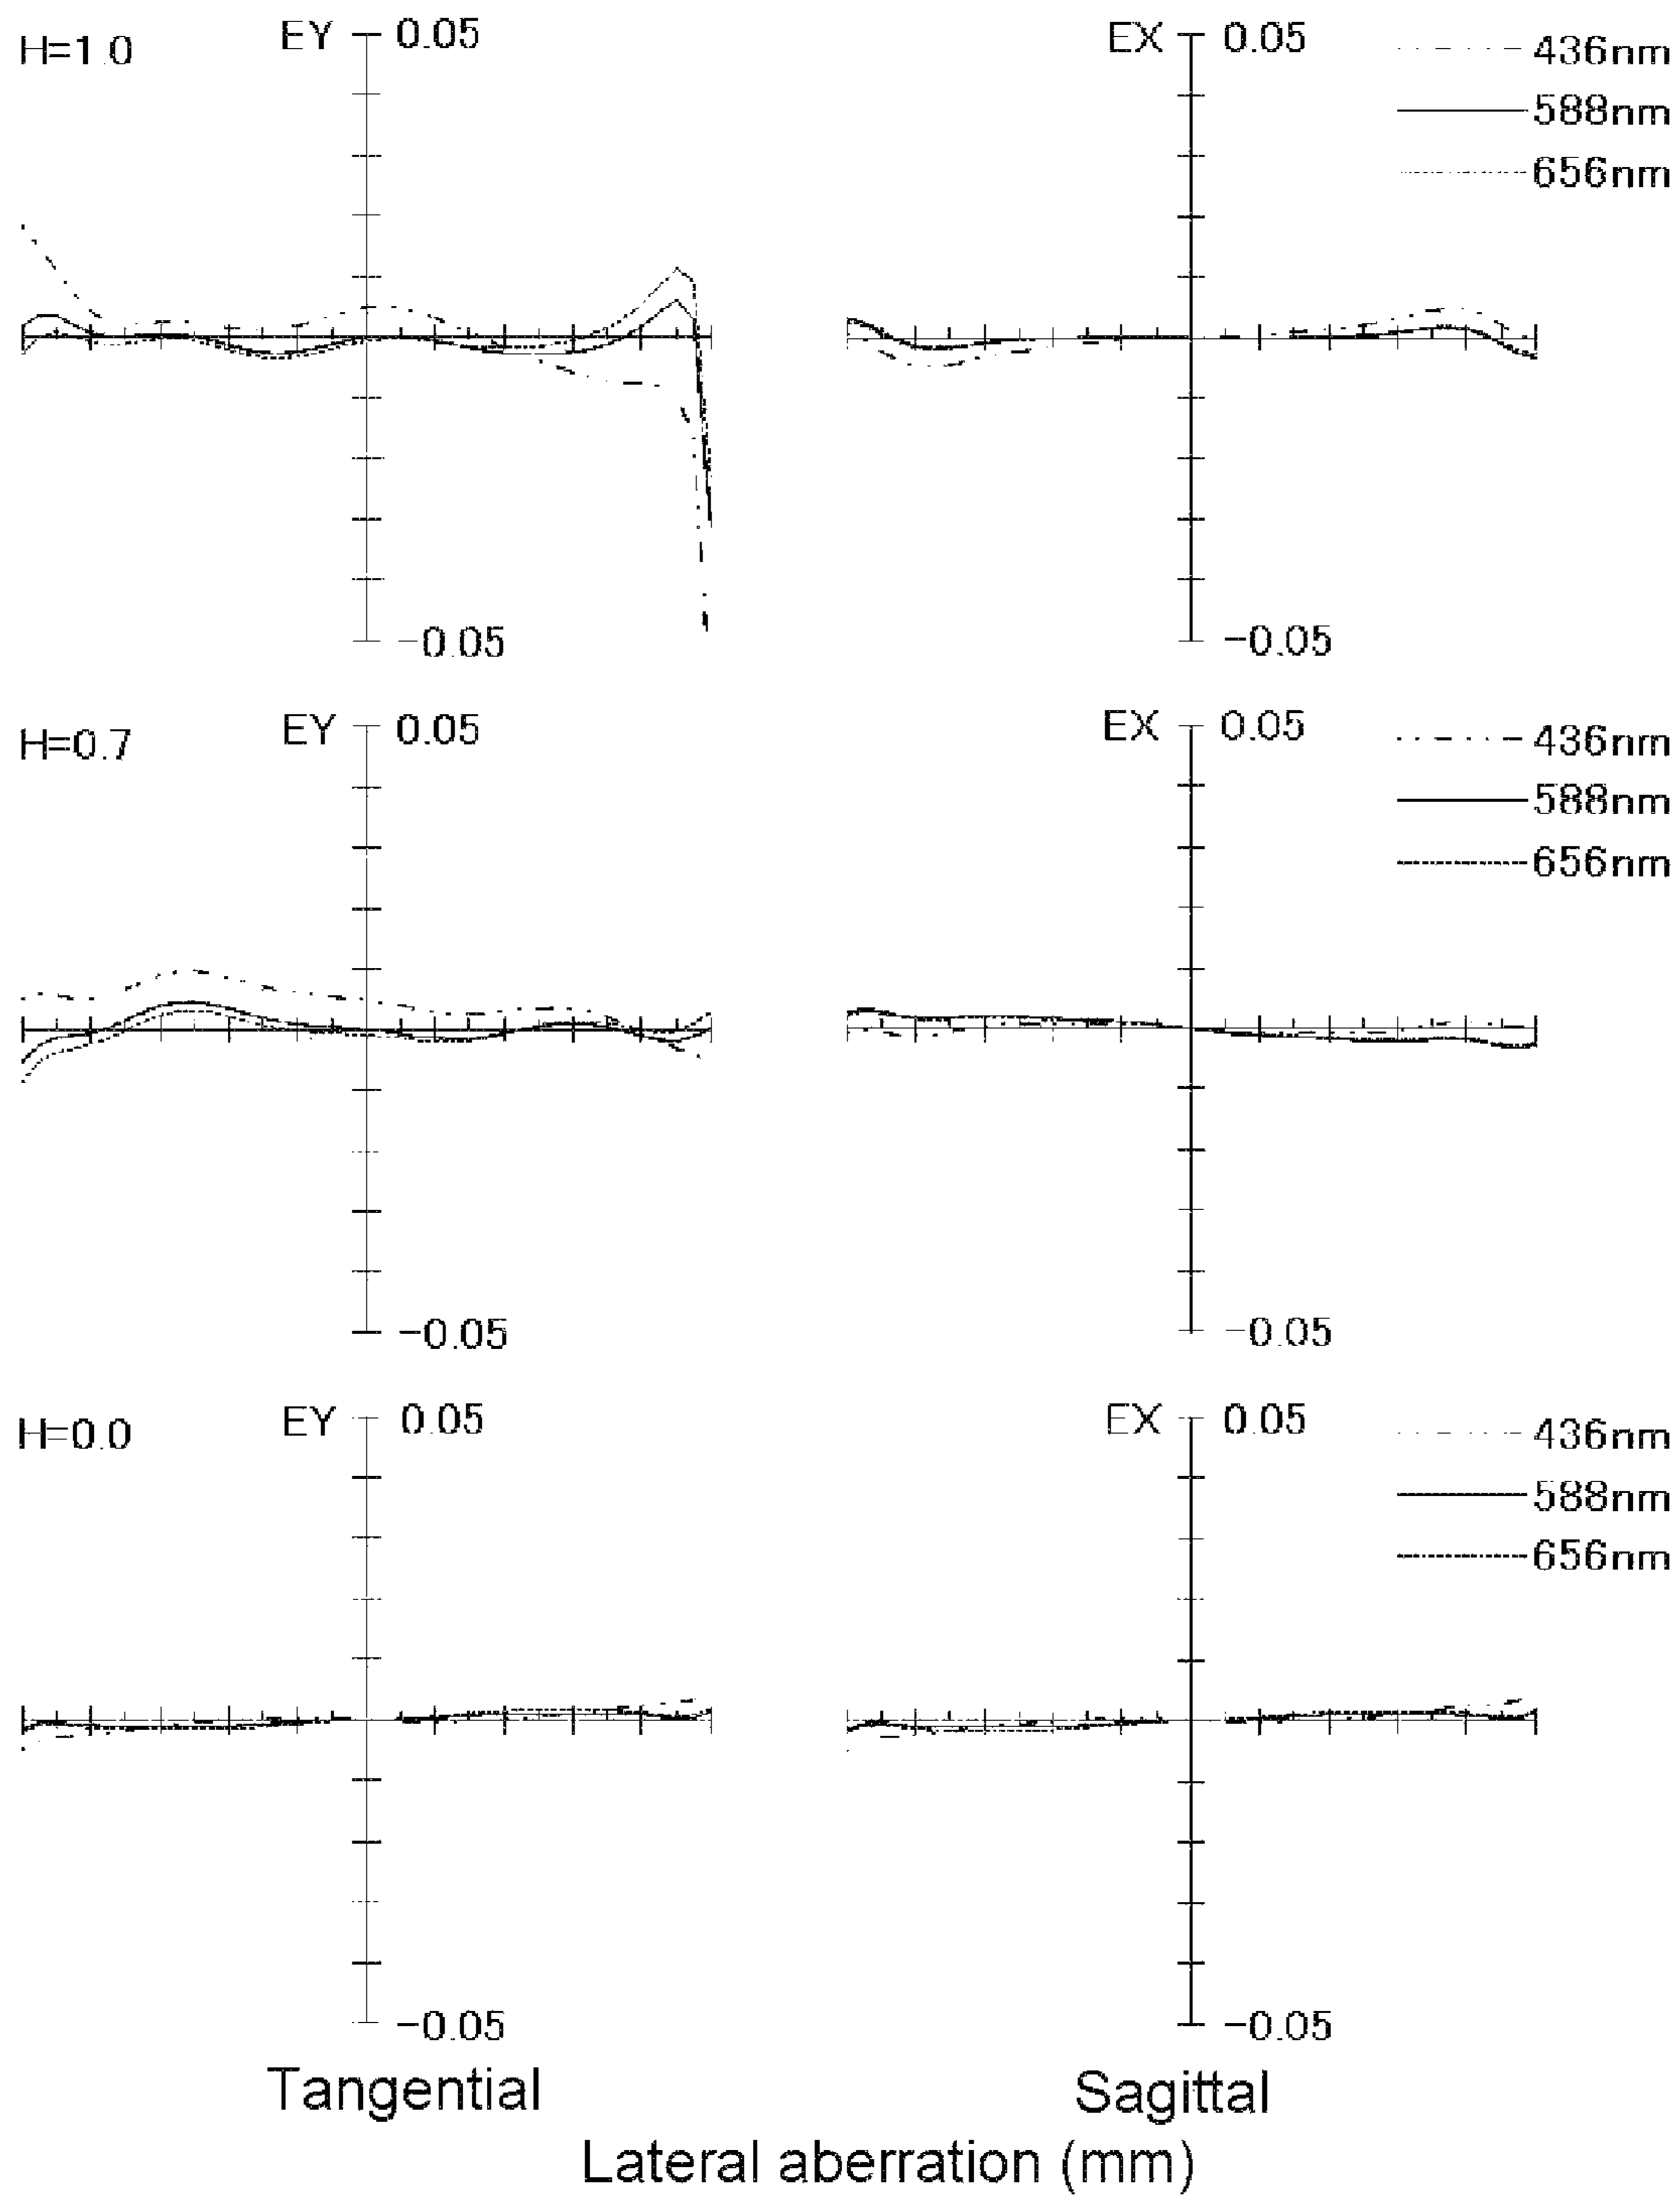 H=1.0
EY 0.05
-0.05
EX 0.05
-0.05
436nm
588nm
656nm
H=0.7
EY 0.05
-0.05
EX 0.05
-0.05
436nm
588nm
656nm
H=0.0
EY 0.05
-0.05
EX 0.05
-0.05
436nm
588nm
656nm
Tangential
Sagittal
Lateral aberration (mm)